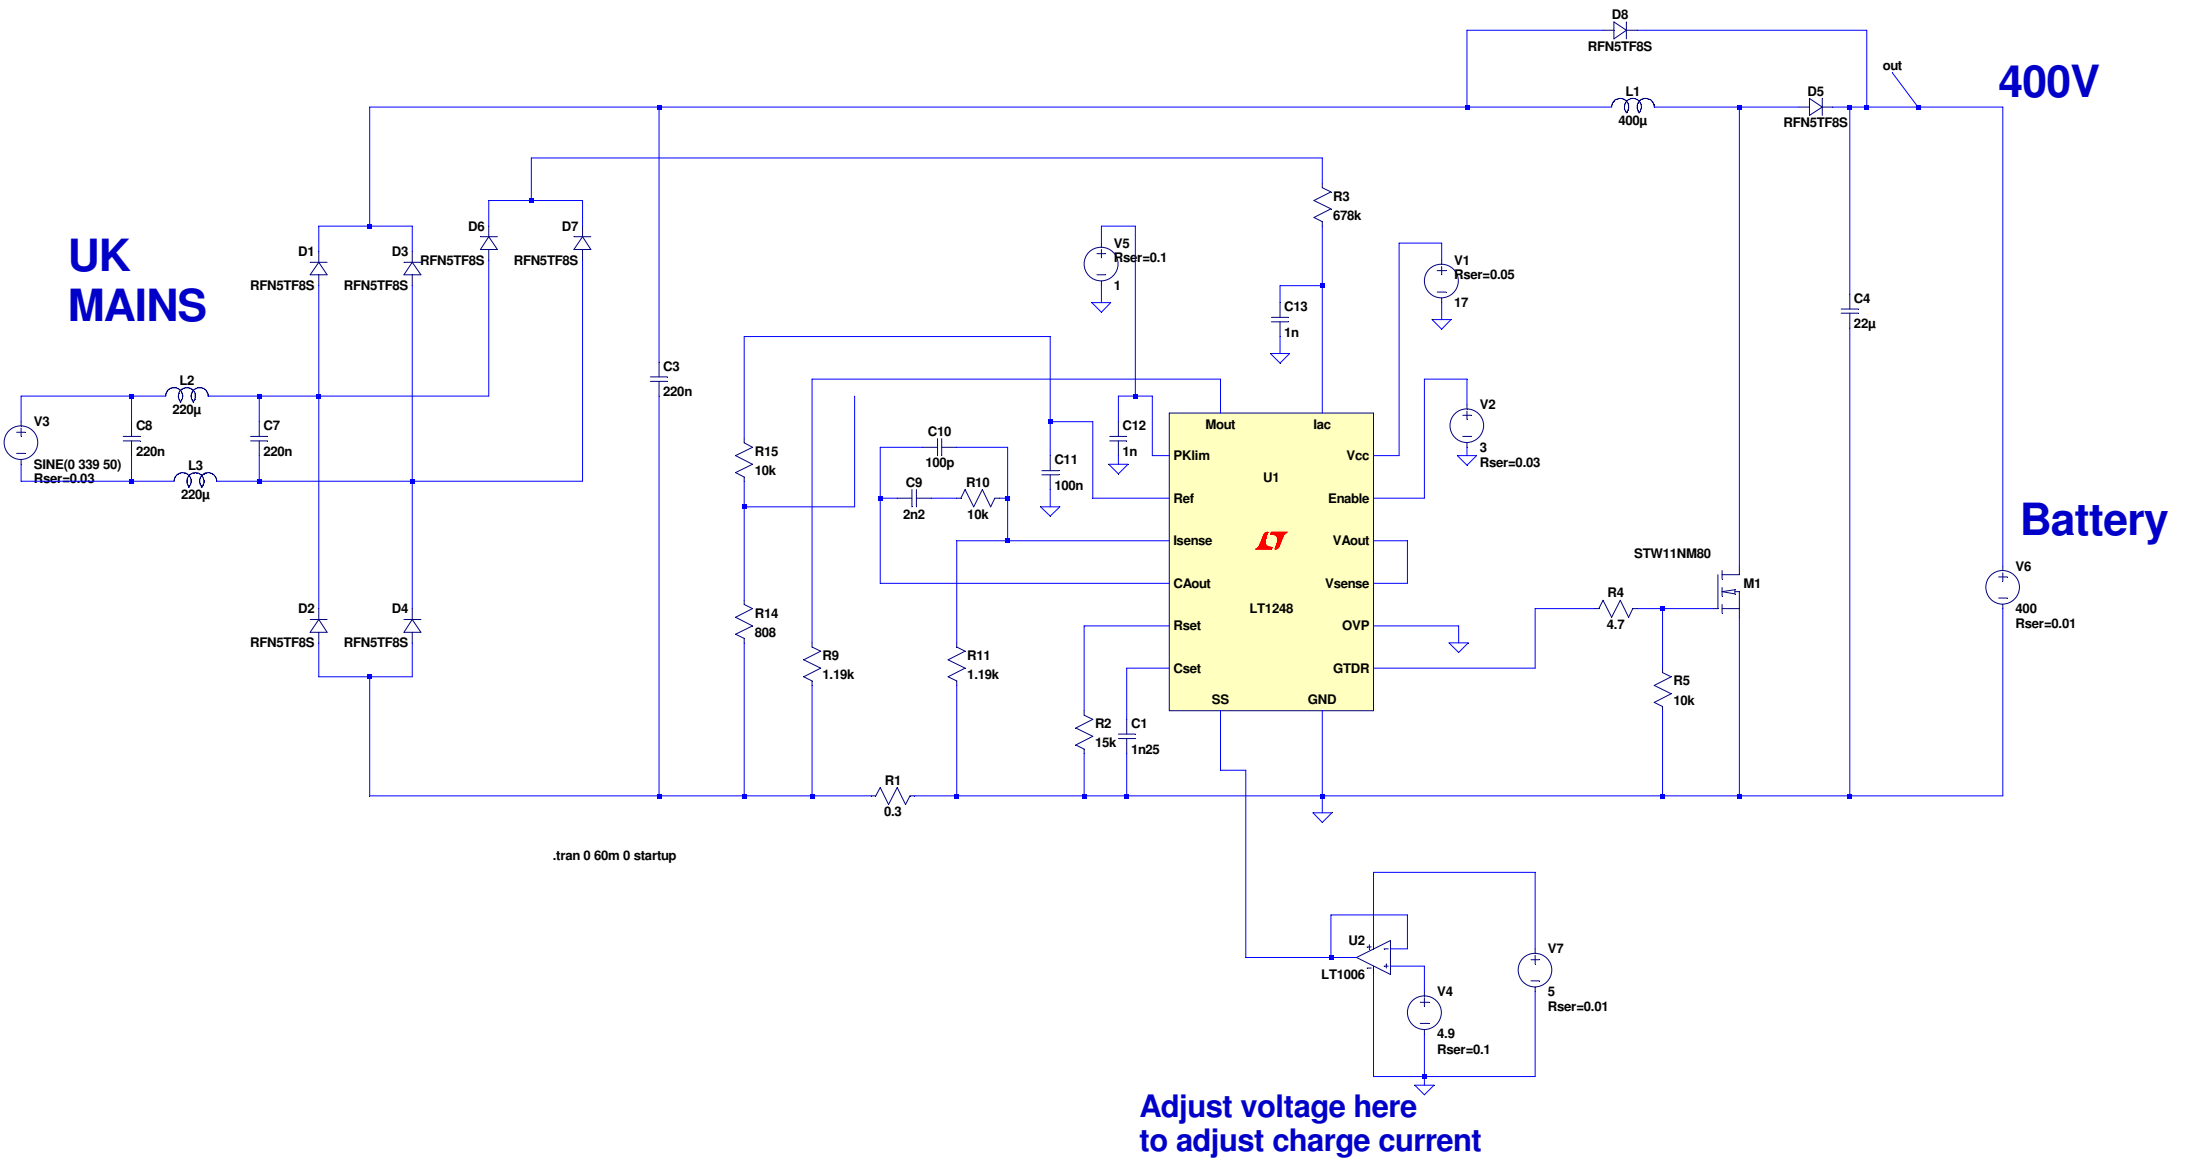 D8
RFN5TF8S
out
400V
L1
400µ
D5
RFN5TF8S
R3
678k
UK
MAINS
D1
RFN5TF8S
D3
RFN5TF8S
D6
RFN5TF8S
D7
RFN5TF8S
V5
Rser=0.1
1
V1
Rser=0.05
17
C13
1n
C4
22µ
C3
220n
L2
220µ
V3
SINE(0 339 50)
Rser=0.03
C8
220n
C7
220n
L3
220µ
R15
10k
C10
100p
C9
2n2
R10
10k
C11
100n
C12
1n
V2
3
Rser=0.03
Mout
Iac
PKlim
Vcc
U1
Ref
Enable
Isense
VAout
CAout
Vsense
LT1248
Rset
OVP
Cset
GTDR
SS
GND
Battery
STW11NM80
M1
V6
400
Rser=0.01
R4
4.7
D2
RFN5TF8S
D4
RFN5TF8S
R14
808
R9
1.19k
R11
1.19k
R5
10k
R2
15k
C1
1n25
R1
0.3
.tran 0 60m 0 startup
U2
LT1006
V7
5
Rser=0.01
V4
4.9
Rser=0.1
Adjust voltage here
to adjust charge current